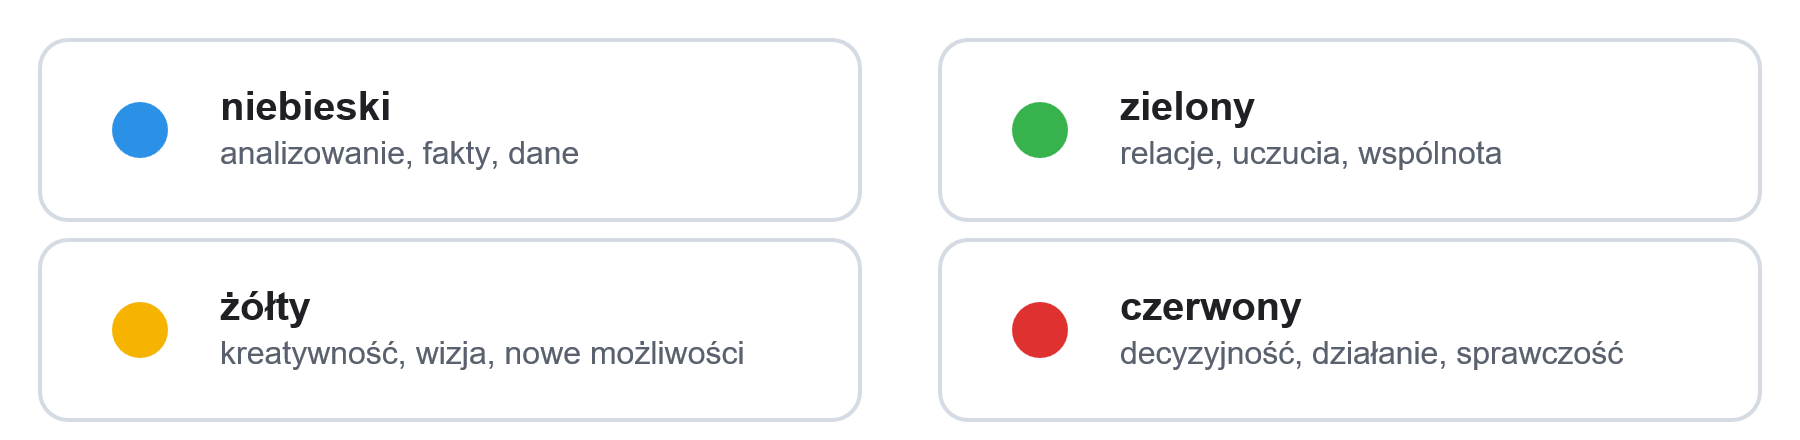 niebieski
analizowanie, fakty, dane
zielony
relacje, uczucia, wspólnota
żółty
kreatywność, wizja, nowe możliwości
czerwony
decyzyjność, działanie, sprawczość